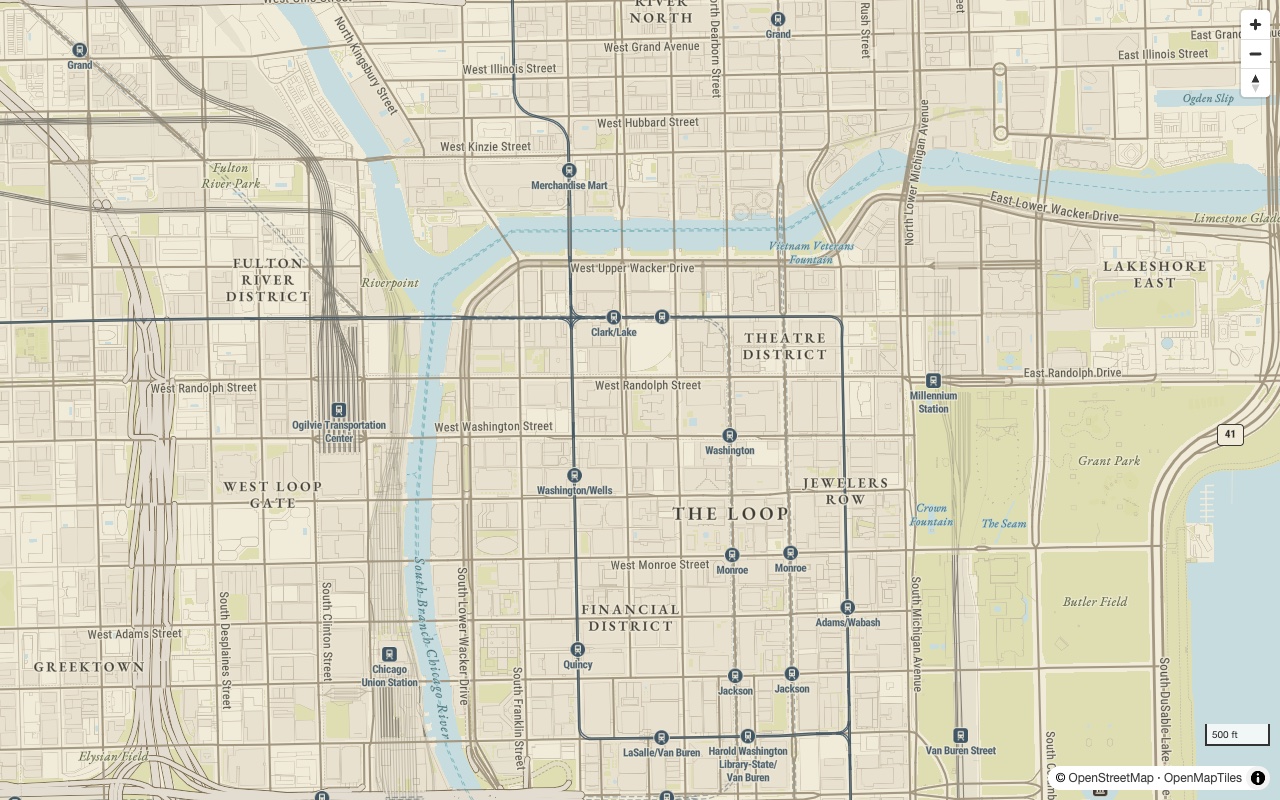 West Ohio Street
RIVER
NORTH
North Dearborn Street
Grand
Rush Street
Grand
North Kingsbury Street
West Grand Avenue
East Illinois Street
West Illinois Street
Ogden Slip
West Hubbard Street
West Kinzie Street
North Lower Michigan Avenue
Fulton
River Park
Merchandise Mart
East Lower Wacker Drive
Limestone Glade
Vietnam Veterans
Fountain
FULTON
RIVER
DISTRICT
West Upper Wacker Drive
LAKESHORE
EAST
Riverpoint
Clark/Lake
THEATRE
DISTRICT
East Randolph Drive
West Randolph Street
West Randolph Street
Millennium
Station
Ogilvie Transportation
Center
West Washington Street
41
Washington
Grant Park
WEST LOOP
GATE
Washington/Wells
JEWELERS
ROW
THE LOOP
Crown
Fountain
The Seam
West Monroe Street
Monroe
Monroe
South Branch Chicago River
South Lower Wacker Drive
South Desplaines Street
South Clinton Street
FINANCIAL
DISTRICT
South Michigan Avenue
Butler Field
Adams/Wabash
West Adams Street
GREEKTOWN
Chicago
Union Station
Quincy
South Franklin Street
Jackson
Jackson
South DuSable Lake
Elysian Field
LaSalle/Van Buren
Harold Washington
Library-State/
Van Buren
Van Buren Street
500 ft
© OpenStreetMap · OpenMapTiles